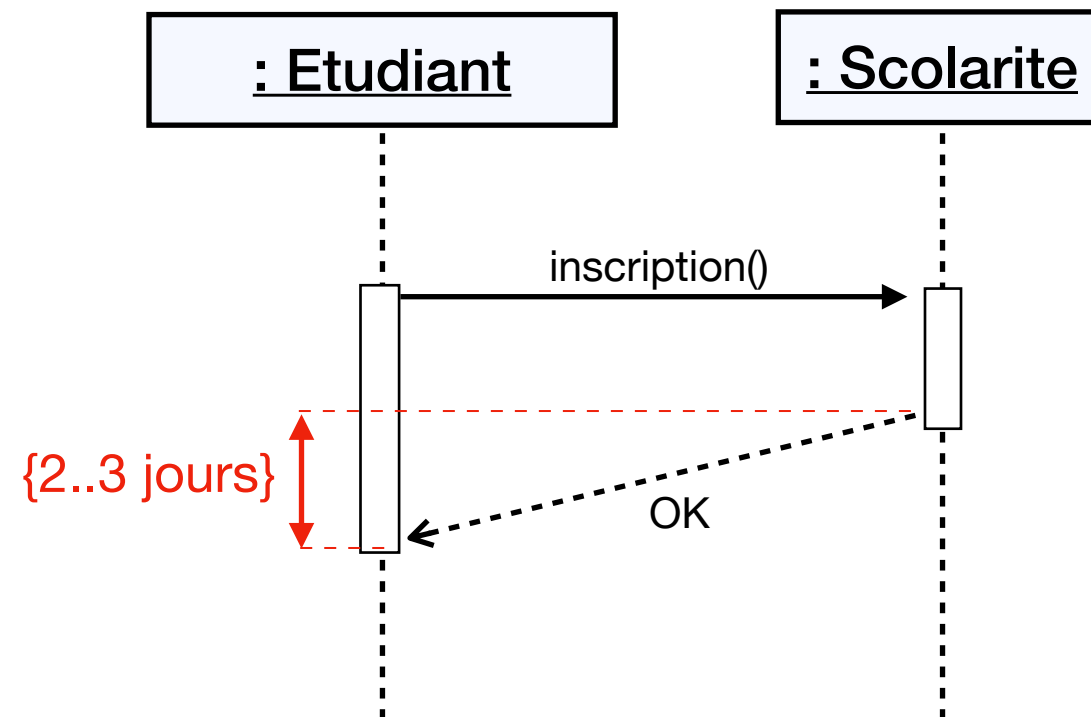 : Etudiant
: Scolarite
inscription()
{2..3 jours}
OK